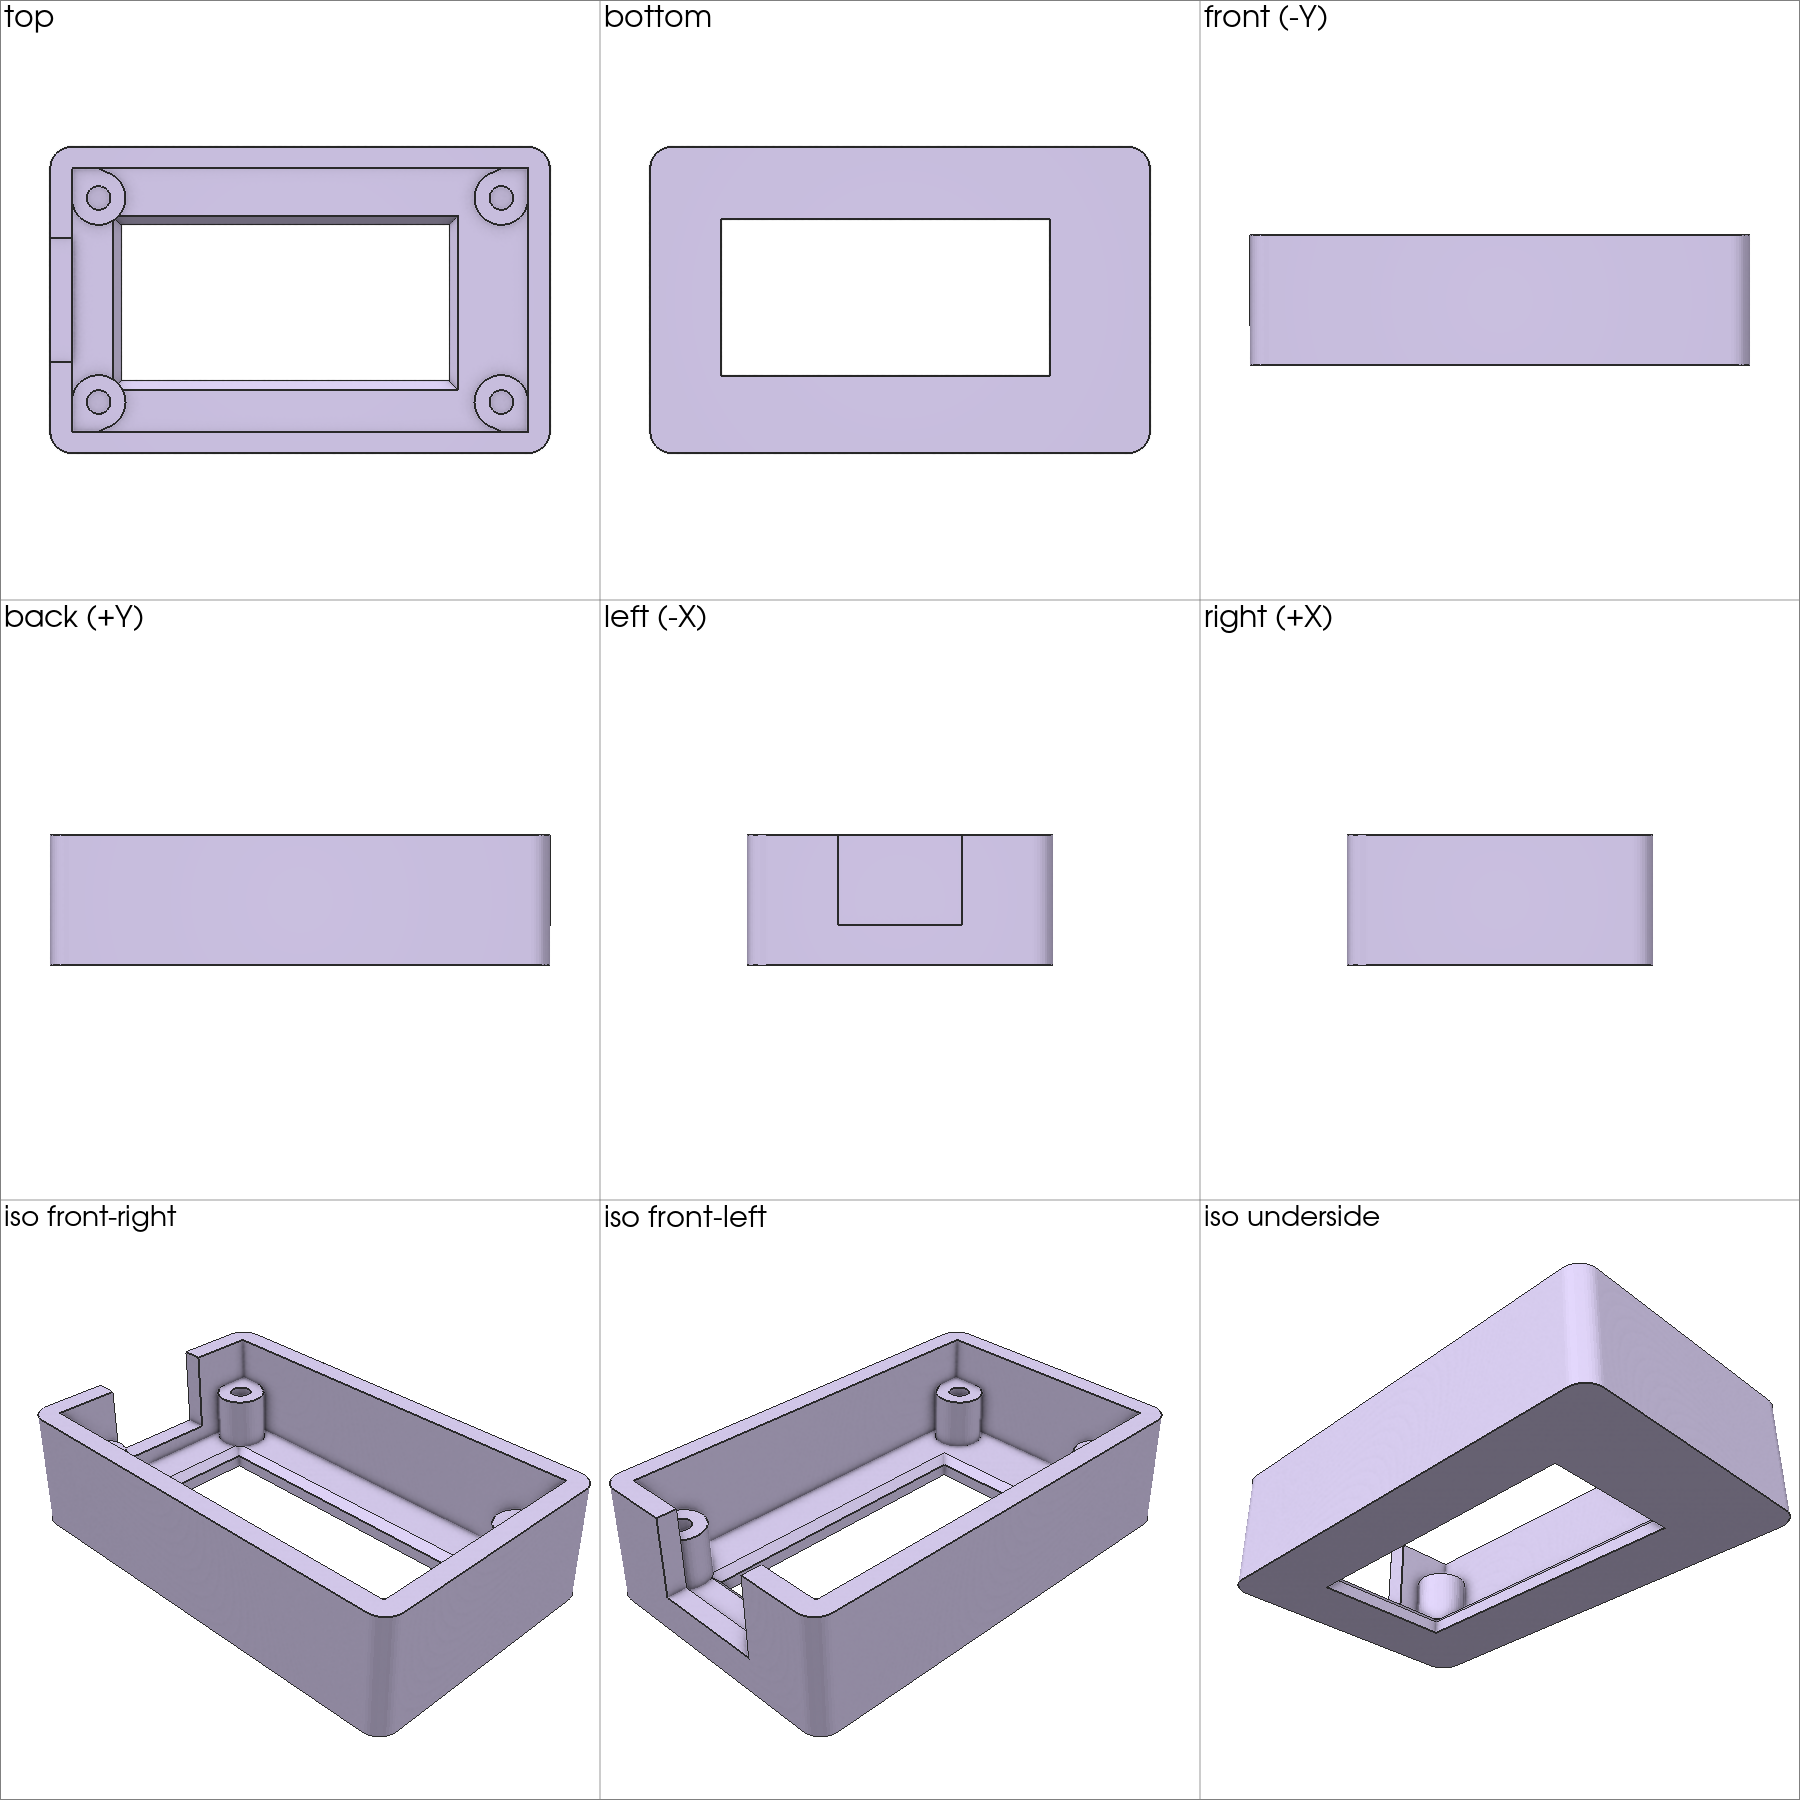 top
bottom
front (-Y)
back (+Y)
left (-X)
right (+X)
iso front-right
iso front-left
iso underside